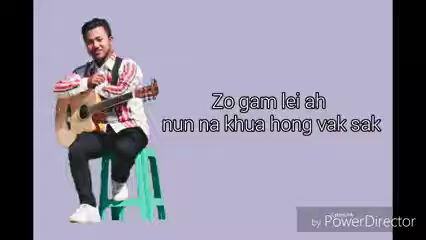 Zo gam lei ah
nun na khua hong vak sak
by PowerDirector